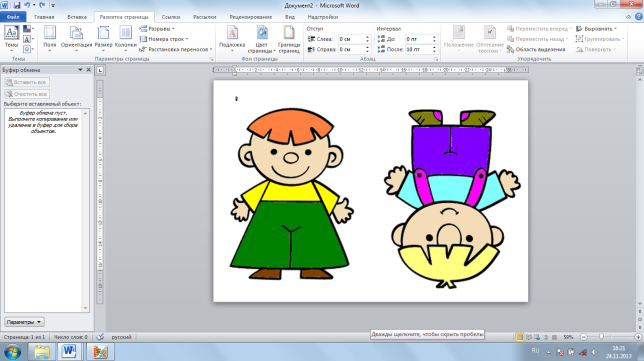 Документ2 - Microsoft Word
Файл Главная Вставка Разметка страницы Ссылки Рассылки Рецензирование Вид Надстройки
Темы Поля Ориентация Размер Колонки Разрывы Номера строк Расстановка переносов
Подложка Цвет страницы Границы страниц
Отступ Интервал
Слева: 0 см До: 0 пт
Справа: 0 см После: 10 пт
Положение Обтекание текстом
Переместить вперед Выровнять
Переместить назад Группировать
Область выделения Повернуть
Темы Параметры страницы Фон страницы Абзац Упорядочить
Буфер обмена
Вставить все
Очистить все
Выберите вставляемый объект:
Буфер обмена пуст.
Выполните копирование или
удаление в буфер для сбора
объектов.
Параметры
Дважды щелкните, чтобы скрыть пробелы
Страница: 1 из 1 Число слов: 0 русский 59%
RU 16:21
24.11.2013